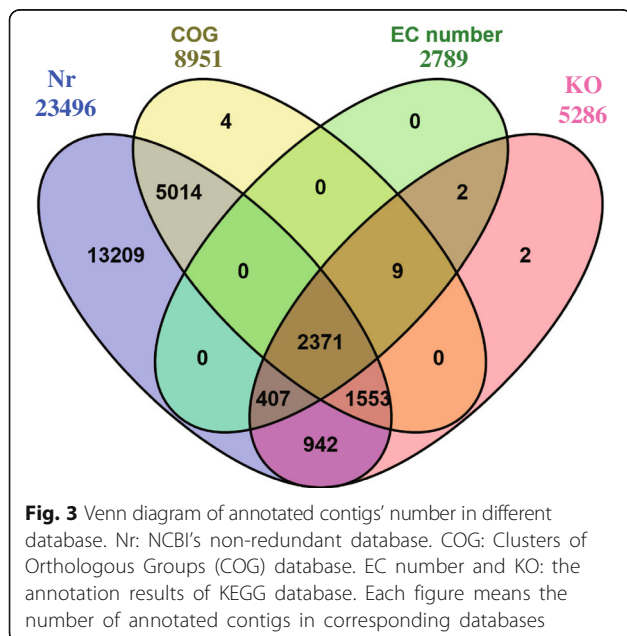 COG
8951
EC number
2789
Nr
23496
KO
5286
4
0
5014
0
2
13209
0
9
2
2371
0
0
407
1553
942
Fig. 3 Venn diagram of annotated contigs' number in different
database. Nr: NCBI's non-redundant database. COG: Clusters of
Orthologous Groups (COG) database. EC number and KO: the
annotation results of KEGG database. Each figure means the
number of annotated contigs in corresponding databases